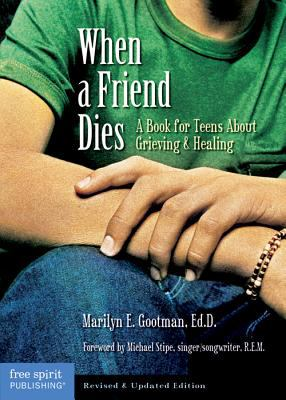 When
a Friend
Dies
A Book for Teens About
Grieving & Healing
Marilyn E. Gootman, Ed.D.
Foreword by Michael Stipe, singer/songwriter, R.E.M.
free spirit
PUBLISHING®
Revised & Updated Edition